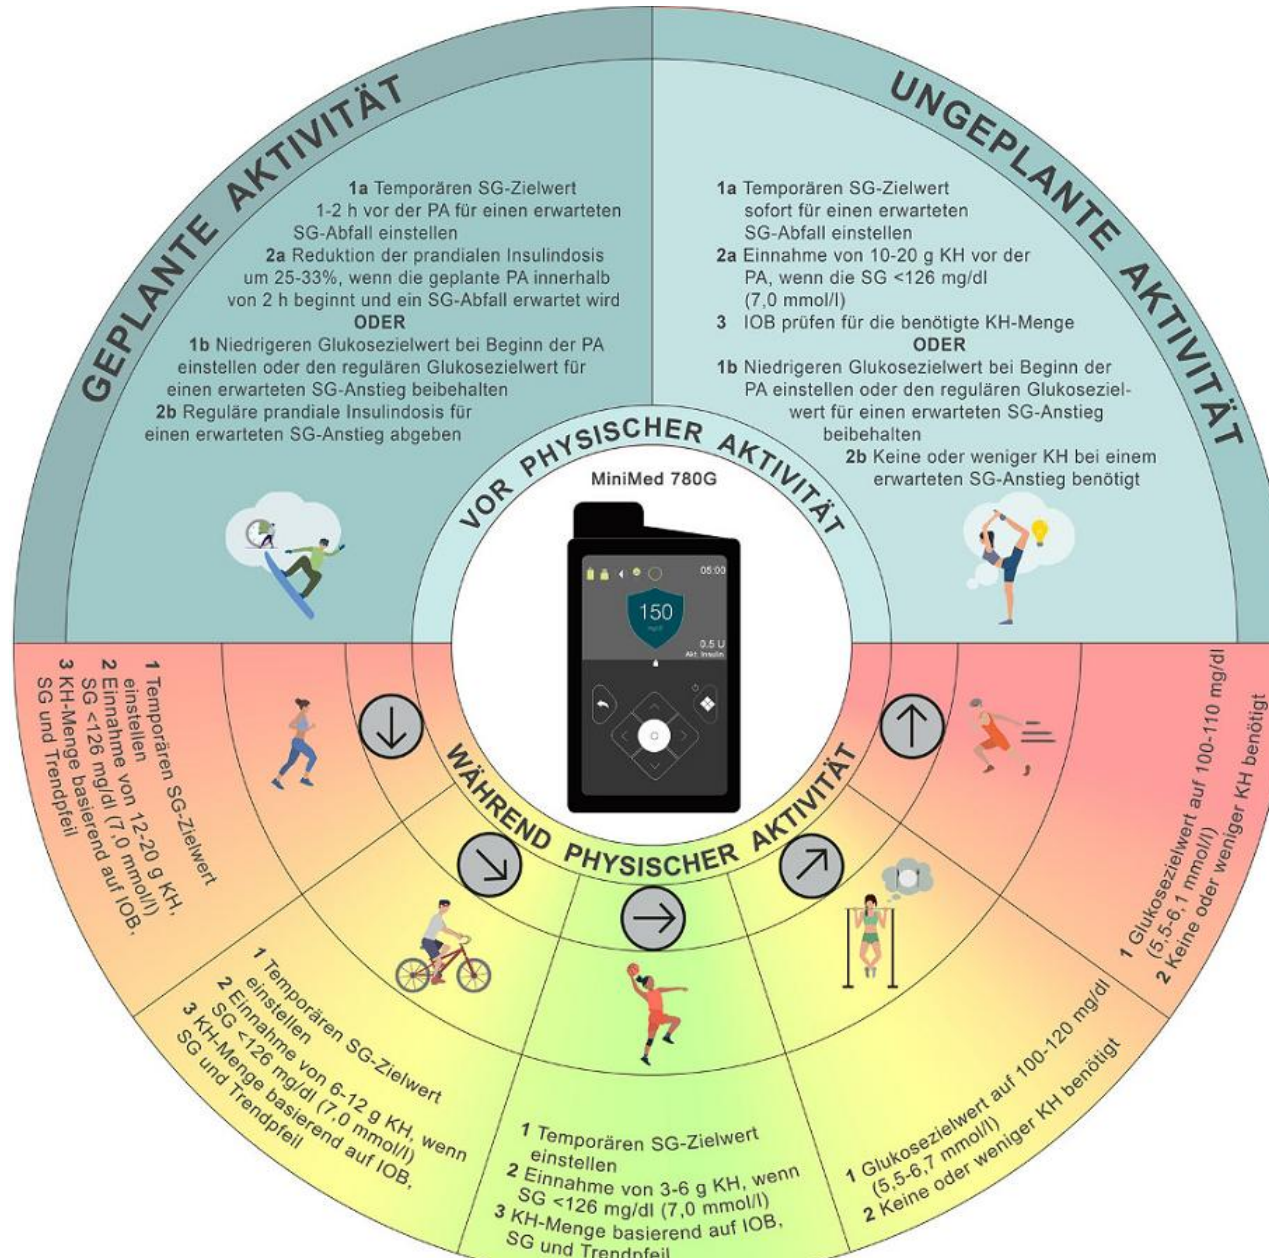 GEPLANTE AKTIVITÄT
1a Temporären SG-Zielwert
1-2 h vor der PA für einen erwarteten
SG-Abfall einstellen
2a Reduktion der prandialen Insulindosis
um 25-33%, wenn die geplante PA innerhalb
von 2 h beginnt und ein SG-Abfall erwartet wird
ODER
1b Niedrigeren Glukosezielwert bei Beginn der PA
einstellen oder den regulären Glukosezielwert für
einen erwarteten SG-Anstieg beibehalten
2b Reguläre prandiale Insulindosis für
einen erwarteten SG-Anstieg abgeben
UNGEPLANTE AKTIVITÄT
1a Temporären SG-Zielwert
sofort für einen erwarteten
SG-Abfall einstellen
2a Einnahme von 10-20 g KH vor der
PA, wenn die SG <126 mg/dl
(7,0 mmol/l)
3 IOB prüfen für die benötigte KH-Menge
ODER
1b Niedrigeren Glukosezielwert bei Beginn der
PA einstellen oder den regulären Glukoseziel-
wert für einen erwarteten SG-Anstieg
beibehalten
2b Keine oder weniger KH bei einem
erwarteten SG-Anstieg benötigt
VOR PHYSISCHER AKTIVITÄT
MiniMed 780G
05:00
150
mg/dl
0.5 U
Akt. Insulin
WÄHREND PHYSISCHER AKTIVITÄT
1 Temporären SG-Zielwert
einstellen
2 Einnahme von 12-20 g KH,
SG <126 mg/dl (7,0 mmol/l)
3 KH-Menge basierend auf IOB,
SG und Trendpfeil
1 Temporären SG-Zielwert
einstellen
2 Einnahme von 6-12 g KH, wenn
SG <126 mg/dl (7,0 mmol/l)
3 KH-Menge basierend auf IOB,
SG und Trendpfeil
1 Temporären SG-Zielwert
einstellen
2 Einnahme von 3-6 g KH, wenn
SG <126 mg/dl (7,0 mmol/l)
3 KH-Menge basierend auf IOB,
SG und Trendpfeil
1 Glukosezielwert auf 100-120 mg/dl
(5,5-6,7 mmol/l)
2 Keine oder weniger KH benötigt
1 Glukosezielwert auf 100-110 mg/dl
(5,5-6,1 mmol/l)
2 Keine oder weniger KH benötigt